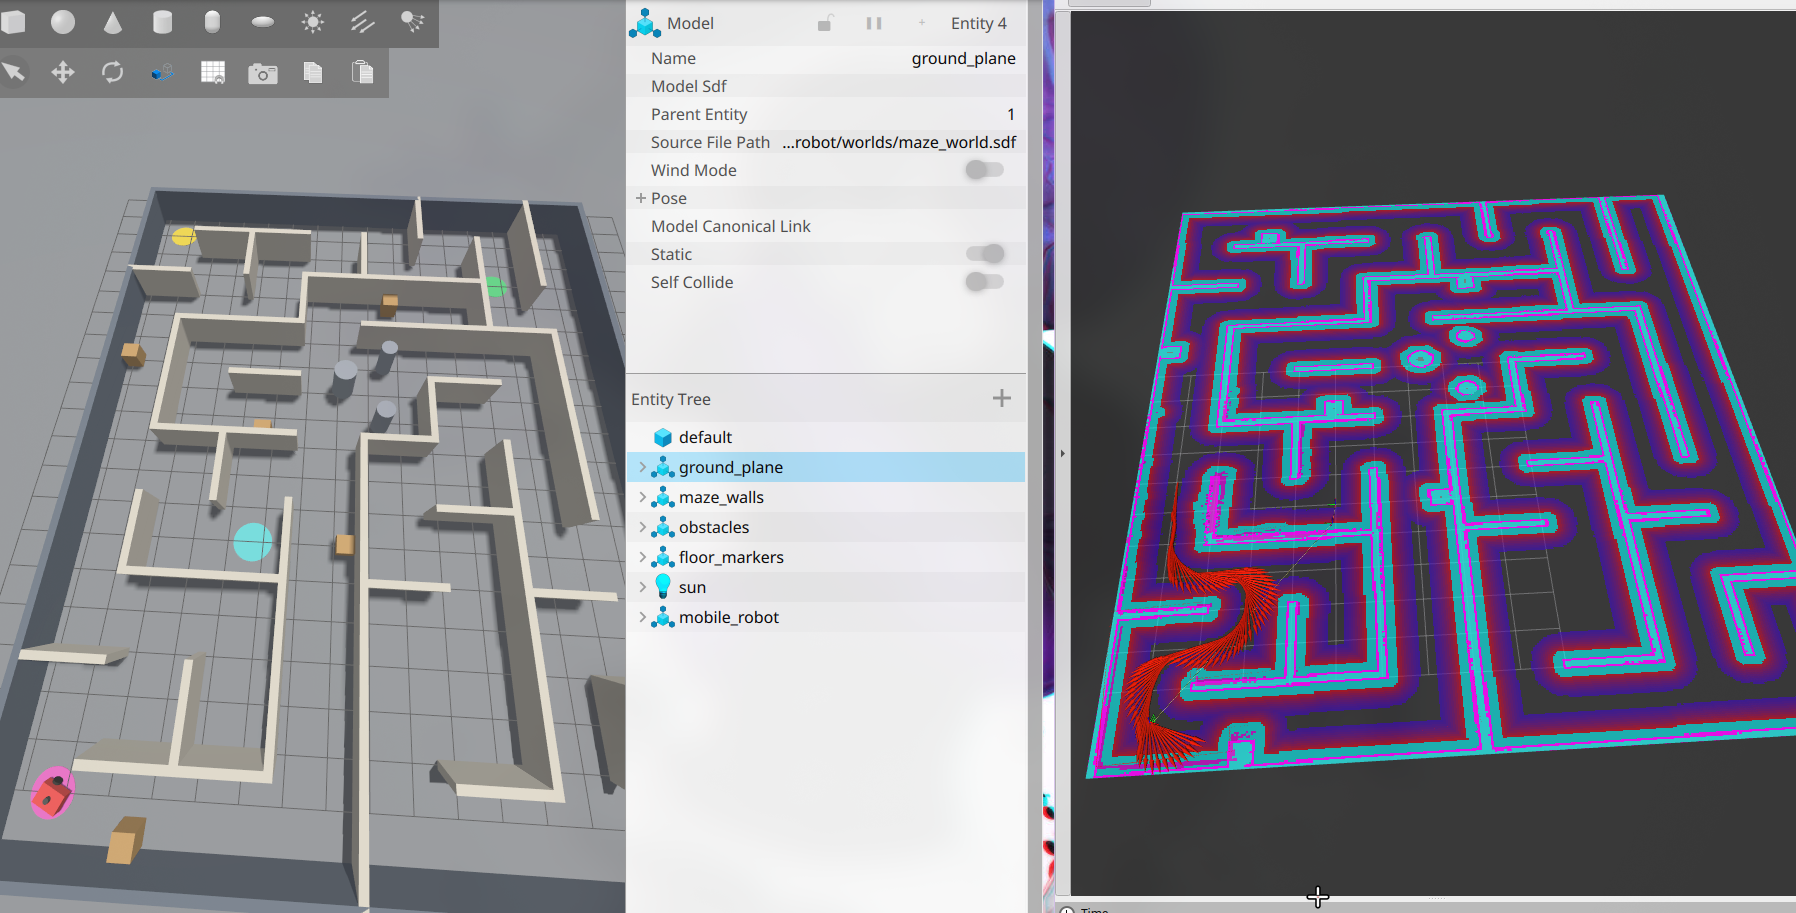 Model
Entity 4
Name ground_plane
Model Sdf
Parent Entity 1
Source File Path ...robot/worlds/maze_world.sdf
Wind Mode
Pose
Model Canonical Link
Static
Self Collide
Entity Tree
default
ground_plane
maze_walls
obstacles
floor_markers
sun
mobile_robot
Time